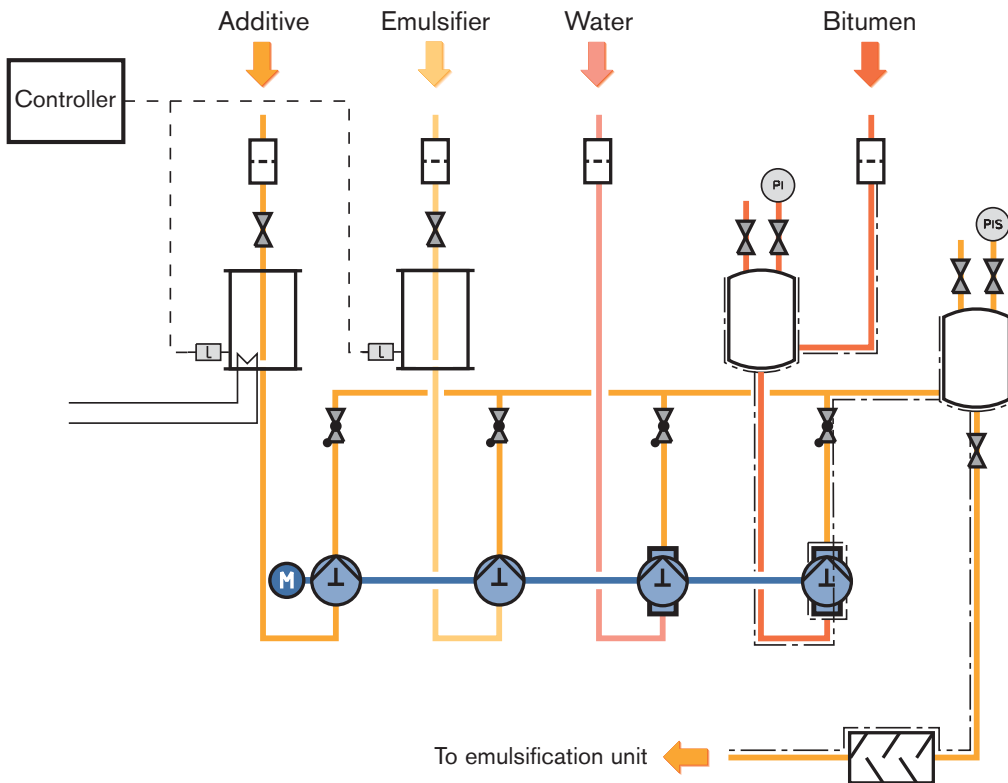 Additive
Emulsifier
Water
Bitumen
Controller
PI
PIS
L
L
M
To emulsification unit